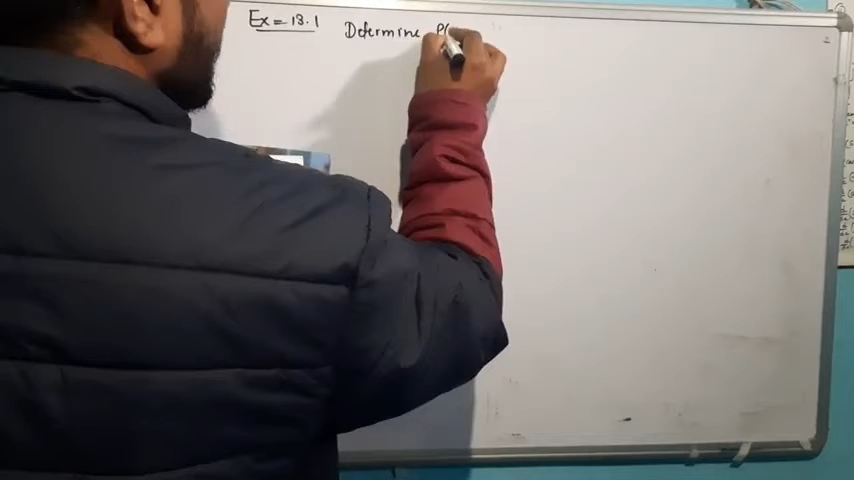 Ex = 13.1 Determine P(